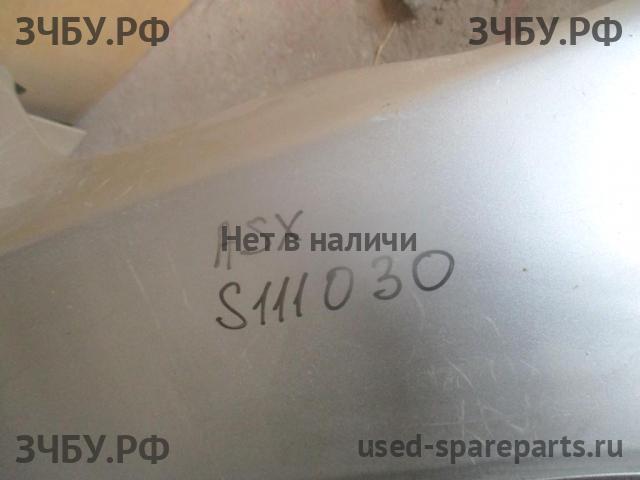 ЗЧБУ.РФ ЗЧБУ.РФ
Нет в наличи
ASX
S111030
ЗЧБУ.РФ used-spareparts.ru